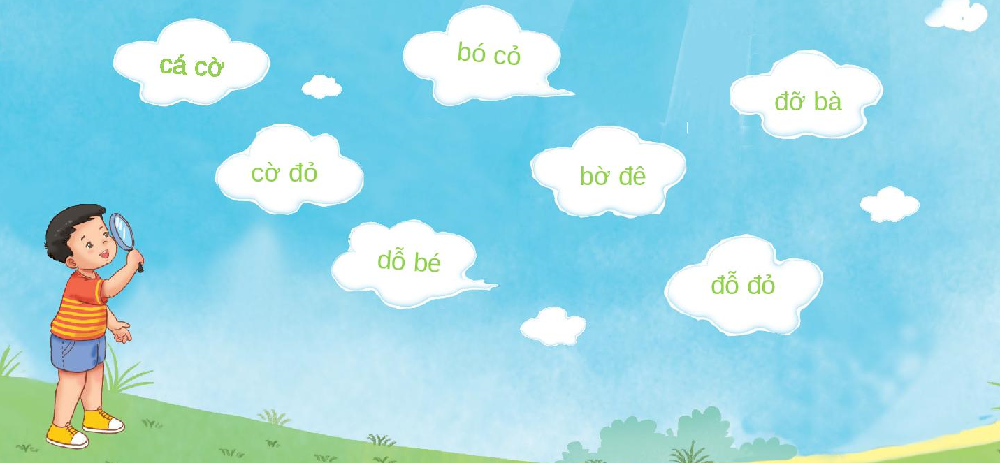 cá cờ
bó cỏ
đỡ bà
cờ đỏ
bờ đê
dỗ bé
đỗ đỏ